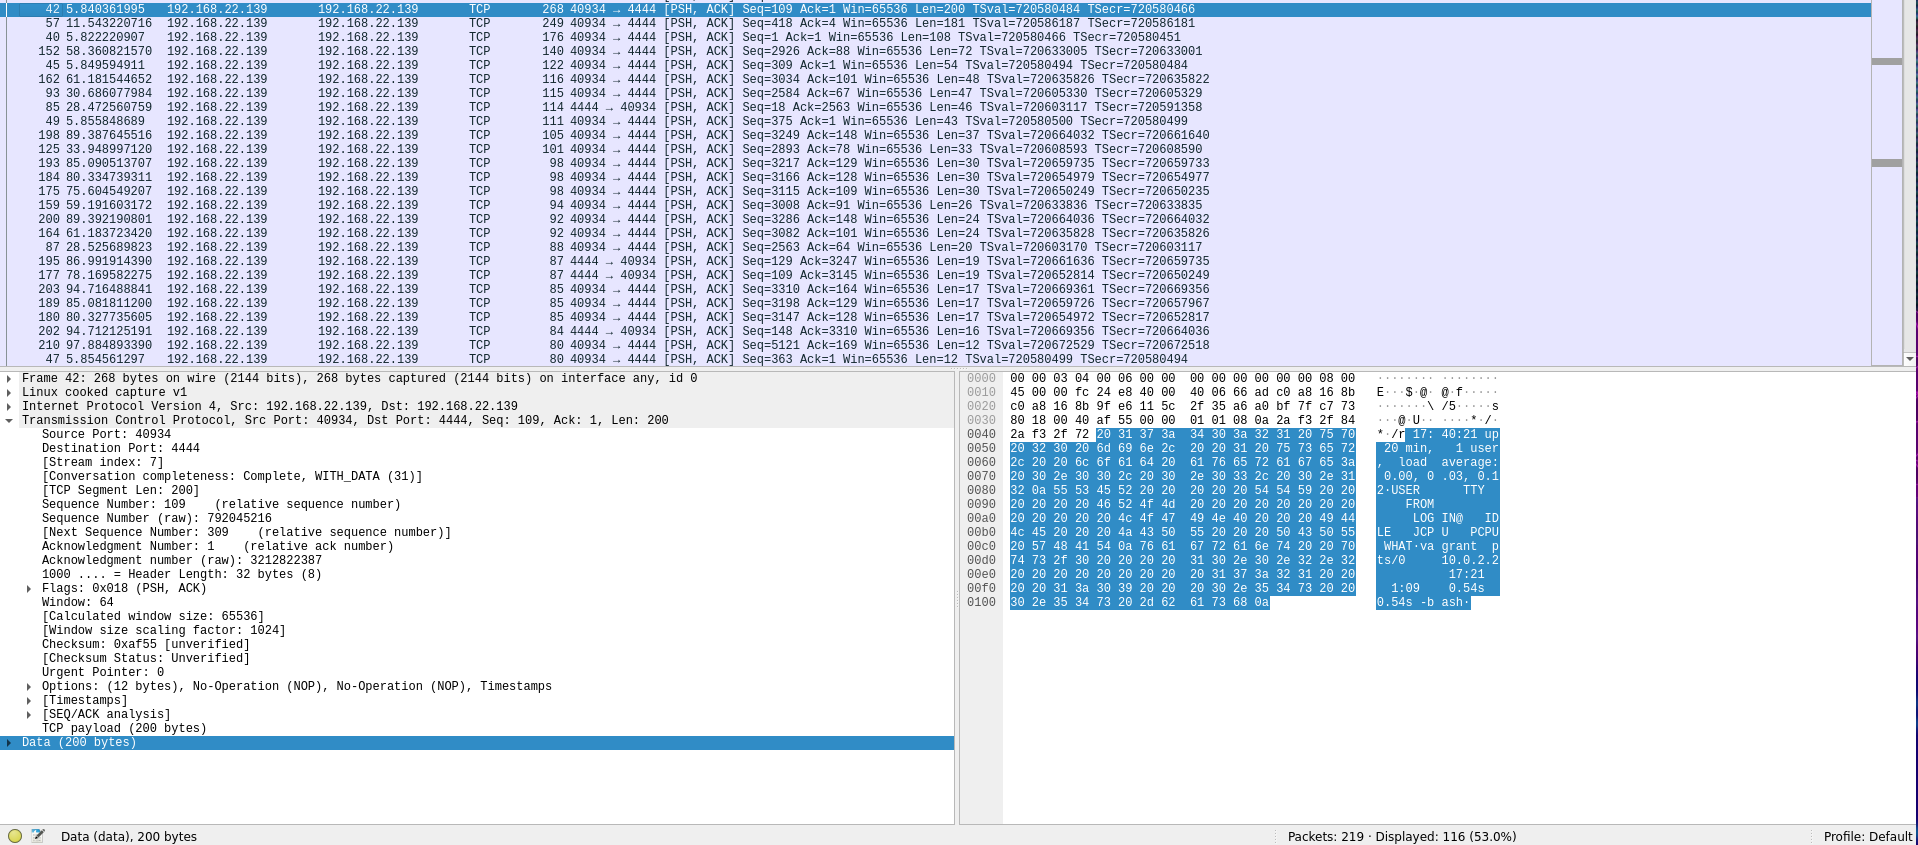 42 5.840361995 192.168.22.139 192.168.22.139 TCP 268 40934 → 4444 [PSH, ACK] Seq=109 Ack=1 Win=65536 Len=200 TSval=720580484 TSecr=720580466
57 11.543220716 192.168.22.139 192.168.22.139 TCP 249 40934 → 4444 [PSH, ACK] Seq=418 Ack=4 Win=65536 Len=181 TSval=720586187 TSecr=720586181
40 5.822220907 192.168.22.139 192.168.22.139 TCP 176 40934 → 4444 [PSH, ACK] Seq=1 Ack=1 Win=65536 Len=108 TSval=720580466 TSecr=720580451
152 58.360821570 192.168.22.139 192.168.22.139 TCP 140 40934 → 4444 [PSH, ACK] Seq=2926 Ack=88 Win=65536 Len=72 TSval=720633005 TSecr=720633001
45 5.849594911 192.168.22.139 192.168.22.139 TCP 122 40934 → 4444 [PSH, ACK] Seq=309 Ack=1 Win=65536 Len=54 TSval=720580494 TSecr=720580484
162 61.181544652 192.168.22.139 192.168.22.139 TCP 116 40934 → 4444 [PSH, ACK] Seq=3034 Ack=101 Win=65536 Len=48 TSval=720635826 TSecr=720635822
93 30.686077984 192.168.22.139 192.168.22.139 TCP 115 40934 → 4444 [PSH, ACK] Seq=2584 Ack=67 Win=65536 Len=47 TSval=720605330 TSecr=720605329
85 28.472560759 192.168.22.139 192.168.22.139 TCP 114 4444 → 40934 [PSH, ACK] Seq=18 Ack=2563 Win=65536 Len=46 TSval=720603117 TSecr=720591358
49 5.855848689 192.168.22.139 192.168.22.139 TCP 111 40934 → 4444 [PSH, ACK] Seq=375 Ack=1 Win=65536 Len=43 TSval=720580500 TSecr=720580499
198 89.387645516 192.168.22.139 192.168.22.139 TCP 105 40934 → 4444 [PSH, ACK] Seq=3249 Ack=148 Win=65536 Len=37 TSval=720664032 TSecr=720661640
125 33.948997120 192.168.22.139 192.168.22.139 TCP 101 40934 → 4444 [PSH, ACK] Seq=2893 Ack=78 Win=65536 Len=33 TSval=720608593 TSecr=720608590
193 85.090513707 192.168.22.139 192.168.22.139 TCP 98 40934 → 4444 [PSH, ACK] Seq=3217 Ack=129 Win=65536 Len=30 TSval=720659735 TSecr=720659733
184 80.334739311 192.168.22.139 192.168.22.139 TCP 98 40934 → 4444 [PSH, ACK] Seq=3166 Ack=128 Win=65536 Len=30 TSval=720654979 TSecr=720654977
175 75.604549207 192.168.22.139 192.168.22.139 TCP 98 40934 → 4444 [PSH, ACK] Seq=3115 Ack=109 Win=65536 Len=30 TSval=720650249 TSecr=720650235
159 59.191603172 192.168.22.139 192.168.22.139 TCP 94 40934 → 4444 [PSH, ACK] Seq=3008 Ack=91 Win=65536 Len=26 TSval=720633836 TSecr=720633835
200 89.392190801 192.168.22.139 192.168.22.139 TCP 92 40934 → 4444 [PSH, ACK] Seq=3286 Ack=148 Win=65536 Len=24 TSval=720664036 TSecr=720664032
164 61.183723420 192.168.22.139 192.168.22.139 TCP 92 40934 → 4444 [PSH, ACK] Seq=3082 Ack=101 Win=65536 Len=24 TSval=720635828 TSecr=720635826
87 28.525689823 192.168.22.139 192.168.22.139 TCP 88 40934 → 4444 [PSH, ACK] Seq=2563 Ack=64 Win=65536 Len=20 TSval=720603170 TSecr=720603117
195 86.991914390 192.168.22.139 192.168.22.139 TCP 87 4444 → 40934 [PSH, ACK] Seq=129 Ack=3247 Win=65536 Len=19 TSval=720661636 TSecr=720659735
177 78.169582275 192.168.22.139 192.168.22.139 TCP 87 4444 → 40934 [PSH, ACK] Seq=109 Ack=3145 Win=65536 Len=19 TSval=720652814 TSecr=720650249
203 94.716488841 192.168.22.139 192.168.22.139 TCP 85 40934 → 4444 [PSH, ACK] Seq=3310 Ack=164 Win=65536 Len=17 TSval=720669361 TSecr=720669356
189 85.081811200 192.168.22.139 192.168.22.139 TCP 85 40934 → 4444 [PSH, ACK] Seq=3198 Ack=129 Win=65536 Len=17 TSval=720659726 TSecr=720657967
180 80.327735605 192.168.22.139 192.168.22.139 TCP 85 40934 → 4444 [PSH, ACK] Seq=3147 Ack=128 Win=65536 Len=17 TSval=720654972 TSecr=720652817
202 94.712125191 192.168.22.139 192.168.22.139 TCP 84 4444 → 40934 [PSH, ACK] Seq=148 Ack=3310 Win=65536 Len=16 TSval=720669356 TSecr=720664036
210 97.884893390 192.168.22.139 192.168.22.139 TCP 80 40934 → 4444 [PSH, ACK] Seq=5121 Ack=169 Win=65536 Len=12 TSval=720672529 TSecr=720672518
47 5.854561297 192.168.22.139 192.168.22.139 TCP 80 40934 → 4444 [PSH, ACK] Seq=363 Ack=1 Win=65536 Len=12 TSval=720580499 TSecr=720580494
Frame 42: 268 bytes on wire (2144 bits), 268 bytes captured (2144 bits) on interface any, id 0
Linux cooked capture v1
Internet Protocol Version 4, Src: 192.168.22.139, Dst: 192.168.22.139
Transmission Control Protocol, Src Port: 40934, Dst Port: 4444, Seq: 109, Ack: 1, Len: 200
Source Port: 40934
Destination Port: 4444
[Stream index: 7]
[Conversation completeness: Complete, WITH_DATA (31)]
[TCP Segment Len: 200]
Sequence Number: 109 (relative sequence number)
Sequence Number (raw): 792045216
[Next Sequence Number: 309 (relative sequence number)]
Acknowledgment Number: 1 (relative ack number)
Acknowledgment number (raw): 3212822387
1000 .... = Header Length: 32 bytes (8)
Flags: 0x018 (PSH, ACK)
Window: 64
[Calculated window size: 65536]
[Window size scaling factor: 1024]
Checksum: 0xaf55 [unverified]
[Checksum Status: Unverified]
Urgent Pointer: 0
Options: (12 bytes), No-Operation (NOP), No-Operation (NOP), Timestamps
[Timestamps]
[SEQ/ACK analysis]
TCP payload (200 bytes)
Data (200 bytes)
0000 00 00 03 04 00 06 00 00 00 00 00 00 00 00 08 00 ········ ········
0010 45 00 00 fc 24 e8 40 00 40 06 66 ad c0 a8 16 8b E···$·@· @·f·····
0020 c0 a8 16 8b 9f e6 11 5c 2f 35 a6 a0 bf 7f c7 73 ·······\ /5·····s
0030 80 18 00 40 af 55 00 00 01 01 08 0a 2a f3 2f 84 ···@·U·· ····*·/·
0040 2a f3 2f 72 20 31 37 3a 34 30 3a 32 31 20 75 70 *·/r 17: 40:21 up
0050 20 32 30 20 6d 69 6e 2c 20 20 31 20 75 73 65 72 20 min, 1 user
0060 2c 20 20 6c 6f 61 64 20 61 76 65 72 61 67 65 3a , load average:
0070 20 30 2e 30 30 2c 20 30 2e 30 33 2c 20 30 2e 31 0.00, 0 .03, 0.1
0080 32 0a 55 53 45 52 20 20 20 20 20 54 54 59 20 20 2·USER TTY
0090 20 20 20 20 46 52 4f 4d 20 20 20 20 20 20 20 20 FROM
00a0 20 20 20 20 20 4c 4f 47 49 4e 40 20 20 20 49 44 LOG IN@ ID
00b0 4c 45 20 20 20 4a 43 50 55 20 20 20 50 43 50 55 LE JCP U PCPU
00c0 20 57 48 41 54 0a 76 61 67 72 61 6e 74 20 20 70 WHAT·va grant p
00d0 74 73 2f 30 20 20 20 20 31 30 2e 30 2e 32 2e 32 ts/0 10.0.2.2
00e0 20 20 20 20 20 20 20 20 20 31 37 3a 32 31 20 20 17:21
00f0 20 20 31 3a 30 39 20 20 20 30 2e 35 34 73 20 20 1:09 0.54s
0100 30 2e 35 34 73 20 2d 62 61 73 68 0a 0.54s -b ash·
Data (data), 200 bytes
Packets: 219 · Displayed: 116 (53.0%)
Profile: Default